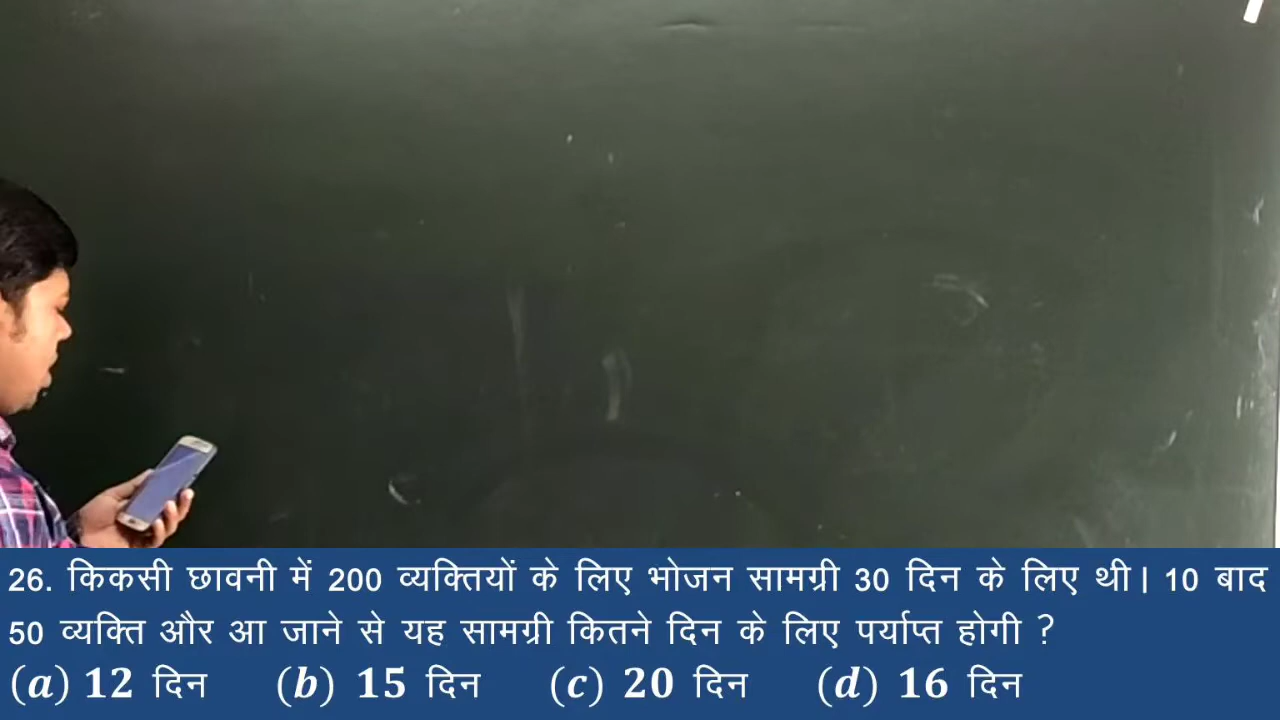 26. किकसी छावनी में 200 व्यक्तियों के लिए भोजन सामग्री 30 दिन के लिए थी। 10 बाद
50 व्यक्ति और आ जाने से यह सामग्री कितने दिन के लिए पर्याप्त होगी ?
(a) 12 दिन (b) 15 दिन (c) 20 दिन (d) 16 दिन